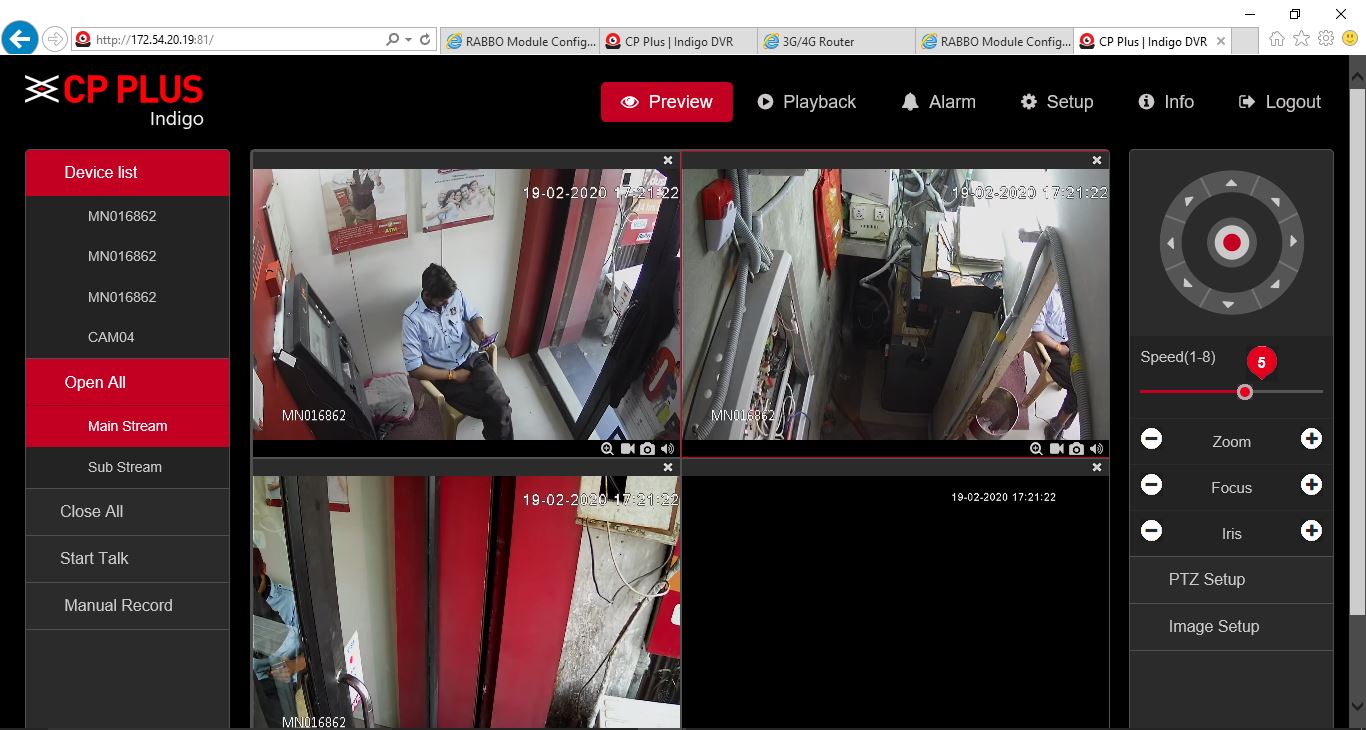 http://172.54.20.19:81/
RABBO Module Config...
CP Plus | Indigo DVR
3G/4G Router
RABBO Module Config...
CP Plus | Indigo DVR
CP PLUS
Indigo
Preview
Playback
Alarm
Setup
Info
Logout
Device list
MN016862
MN016862
MN016862
CAM04
Open All
Main Stream
Sub Stream
Close All
Start Talk
Manual Record
19-02-2020 17:21:22
MN016862
19-02-2020 17:21:22
MN016862
19-02-2020 17:21:22
MN016862
19-02-2020 17:21:22
Speed(1-8)
5
Zoom
Focus
Iris
PTZ Setup
Image Setup